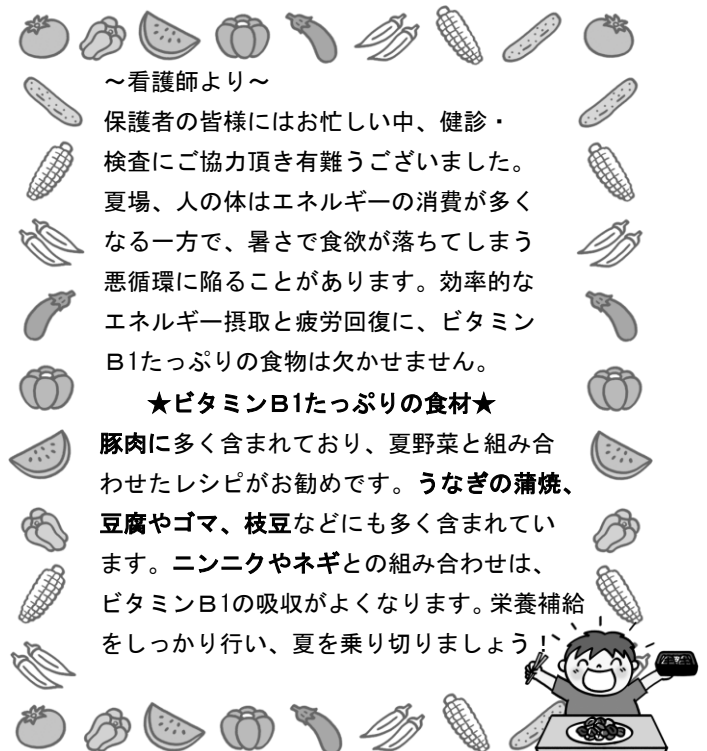 ～看護師より～
保護者の皆様にはお忙しい中、健診・
検査にご協力頂き有難うございました。
夏場、人の体はエネルギーの消費が多く
なる一方で、暑さで食欲が落ちてしまう
悪循環に陥ることがあります。効率的な
エネルギー摂取と疲労回復に、ビタミン
Ｂ1たっぷりの食物は欠かせません。
★ビタミンＢ1たっぷりの食材★
豚肉に多く含まれており、夏野菜と組み合
わせたレシピがお勧めです。うなぎの蒲焼、
豆腐やゴマ、枝豆などにも多く含まれてい
ます。ニンニクやネギとの組み合わせは、
ビタミンＢ1の吸収がよくなります。栄養補給
をしっかり行い、夏を乗り切りましょう！